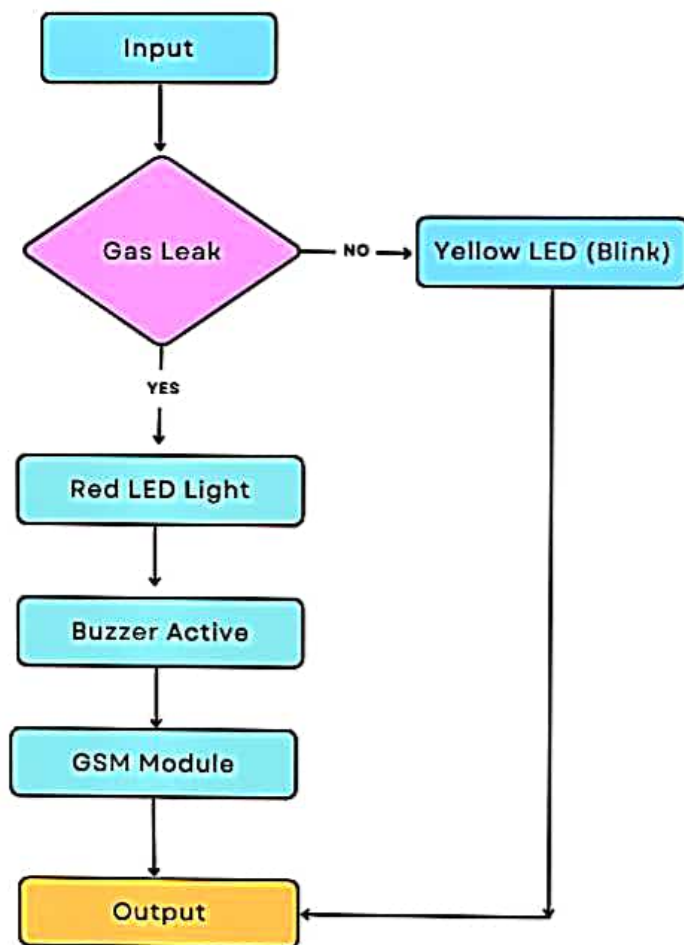 Input
Gas Leak
NO
Yellow LED (Blink)
YES
Red LED Light
Buzzer Active
GSM Module
Output